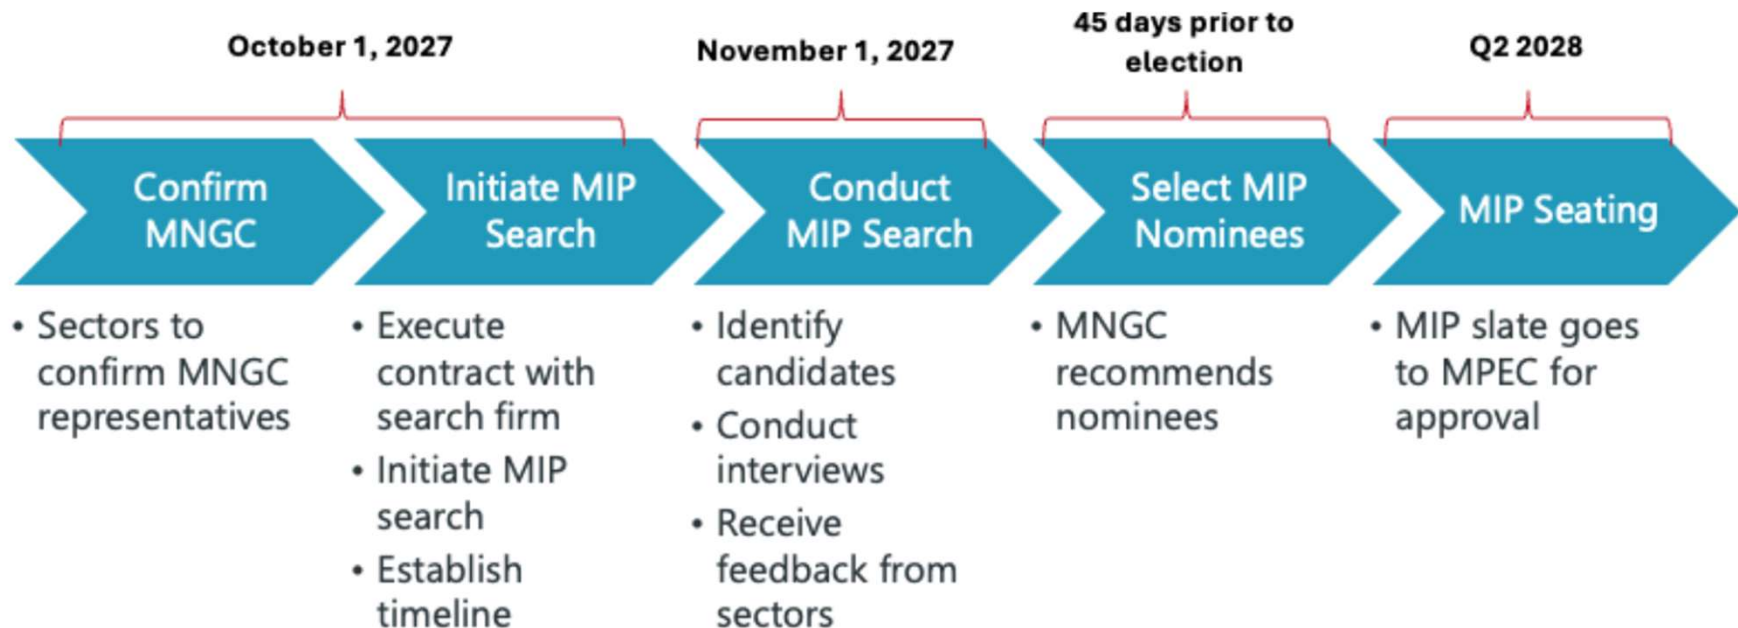 October 1, 2027
November 1, 2027
45 days prior to
election
Q2 2028
Confirm
MNGC
Initiate MIP
Search
Conduct
MIP Search
Select MIP
Nominees
MIP Seating
• Sectors to
confirm MNGC
representatives
• Execute
contract with
search firm
• Initiate MIP
search
• Establish
timeline
• Identify
candidates
• Conduct
interviews
• Receive
feedback from
sectors
• MNGC
recommends
nominees
• MIP slate goes
to MPEC for
approval